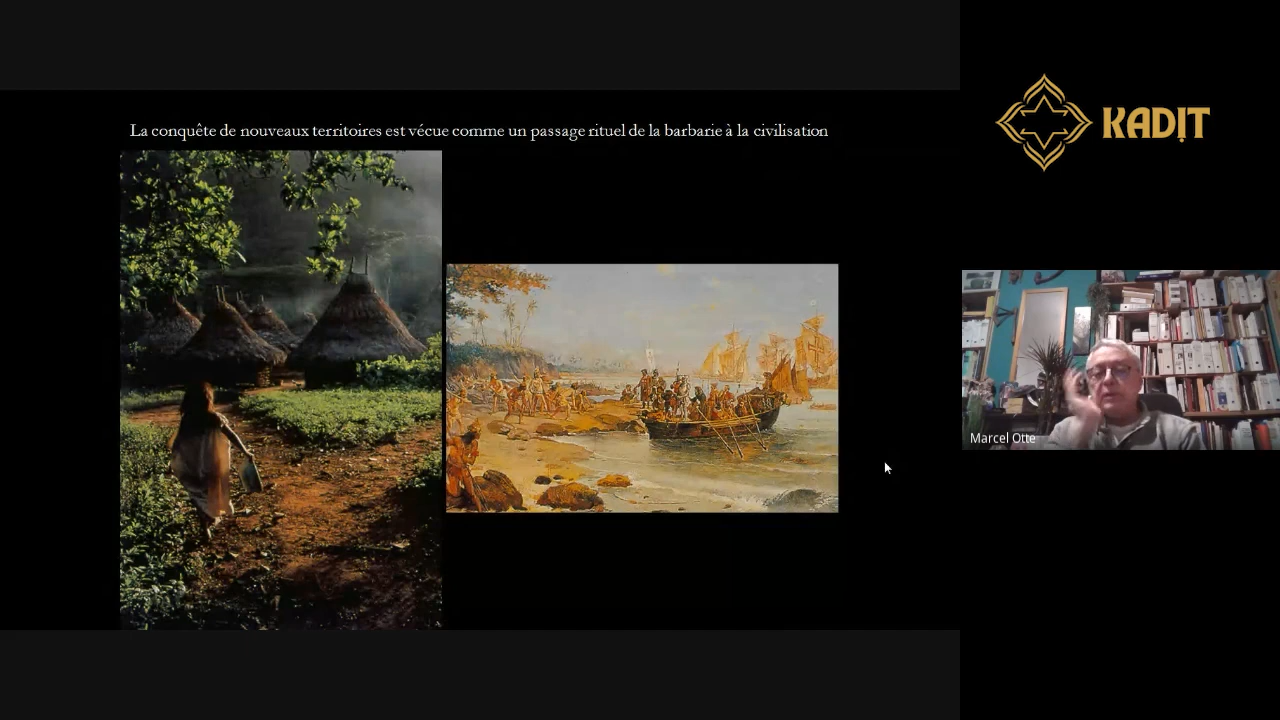 La conquête de nouveaux territoires est vécue comme un passage rituel de la barbarie à la civilisation
KADIT
Marcel Otte